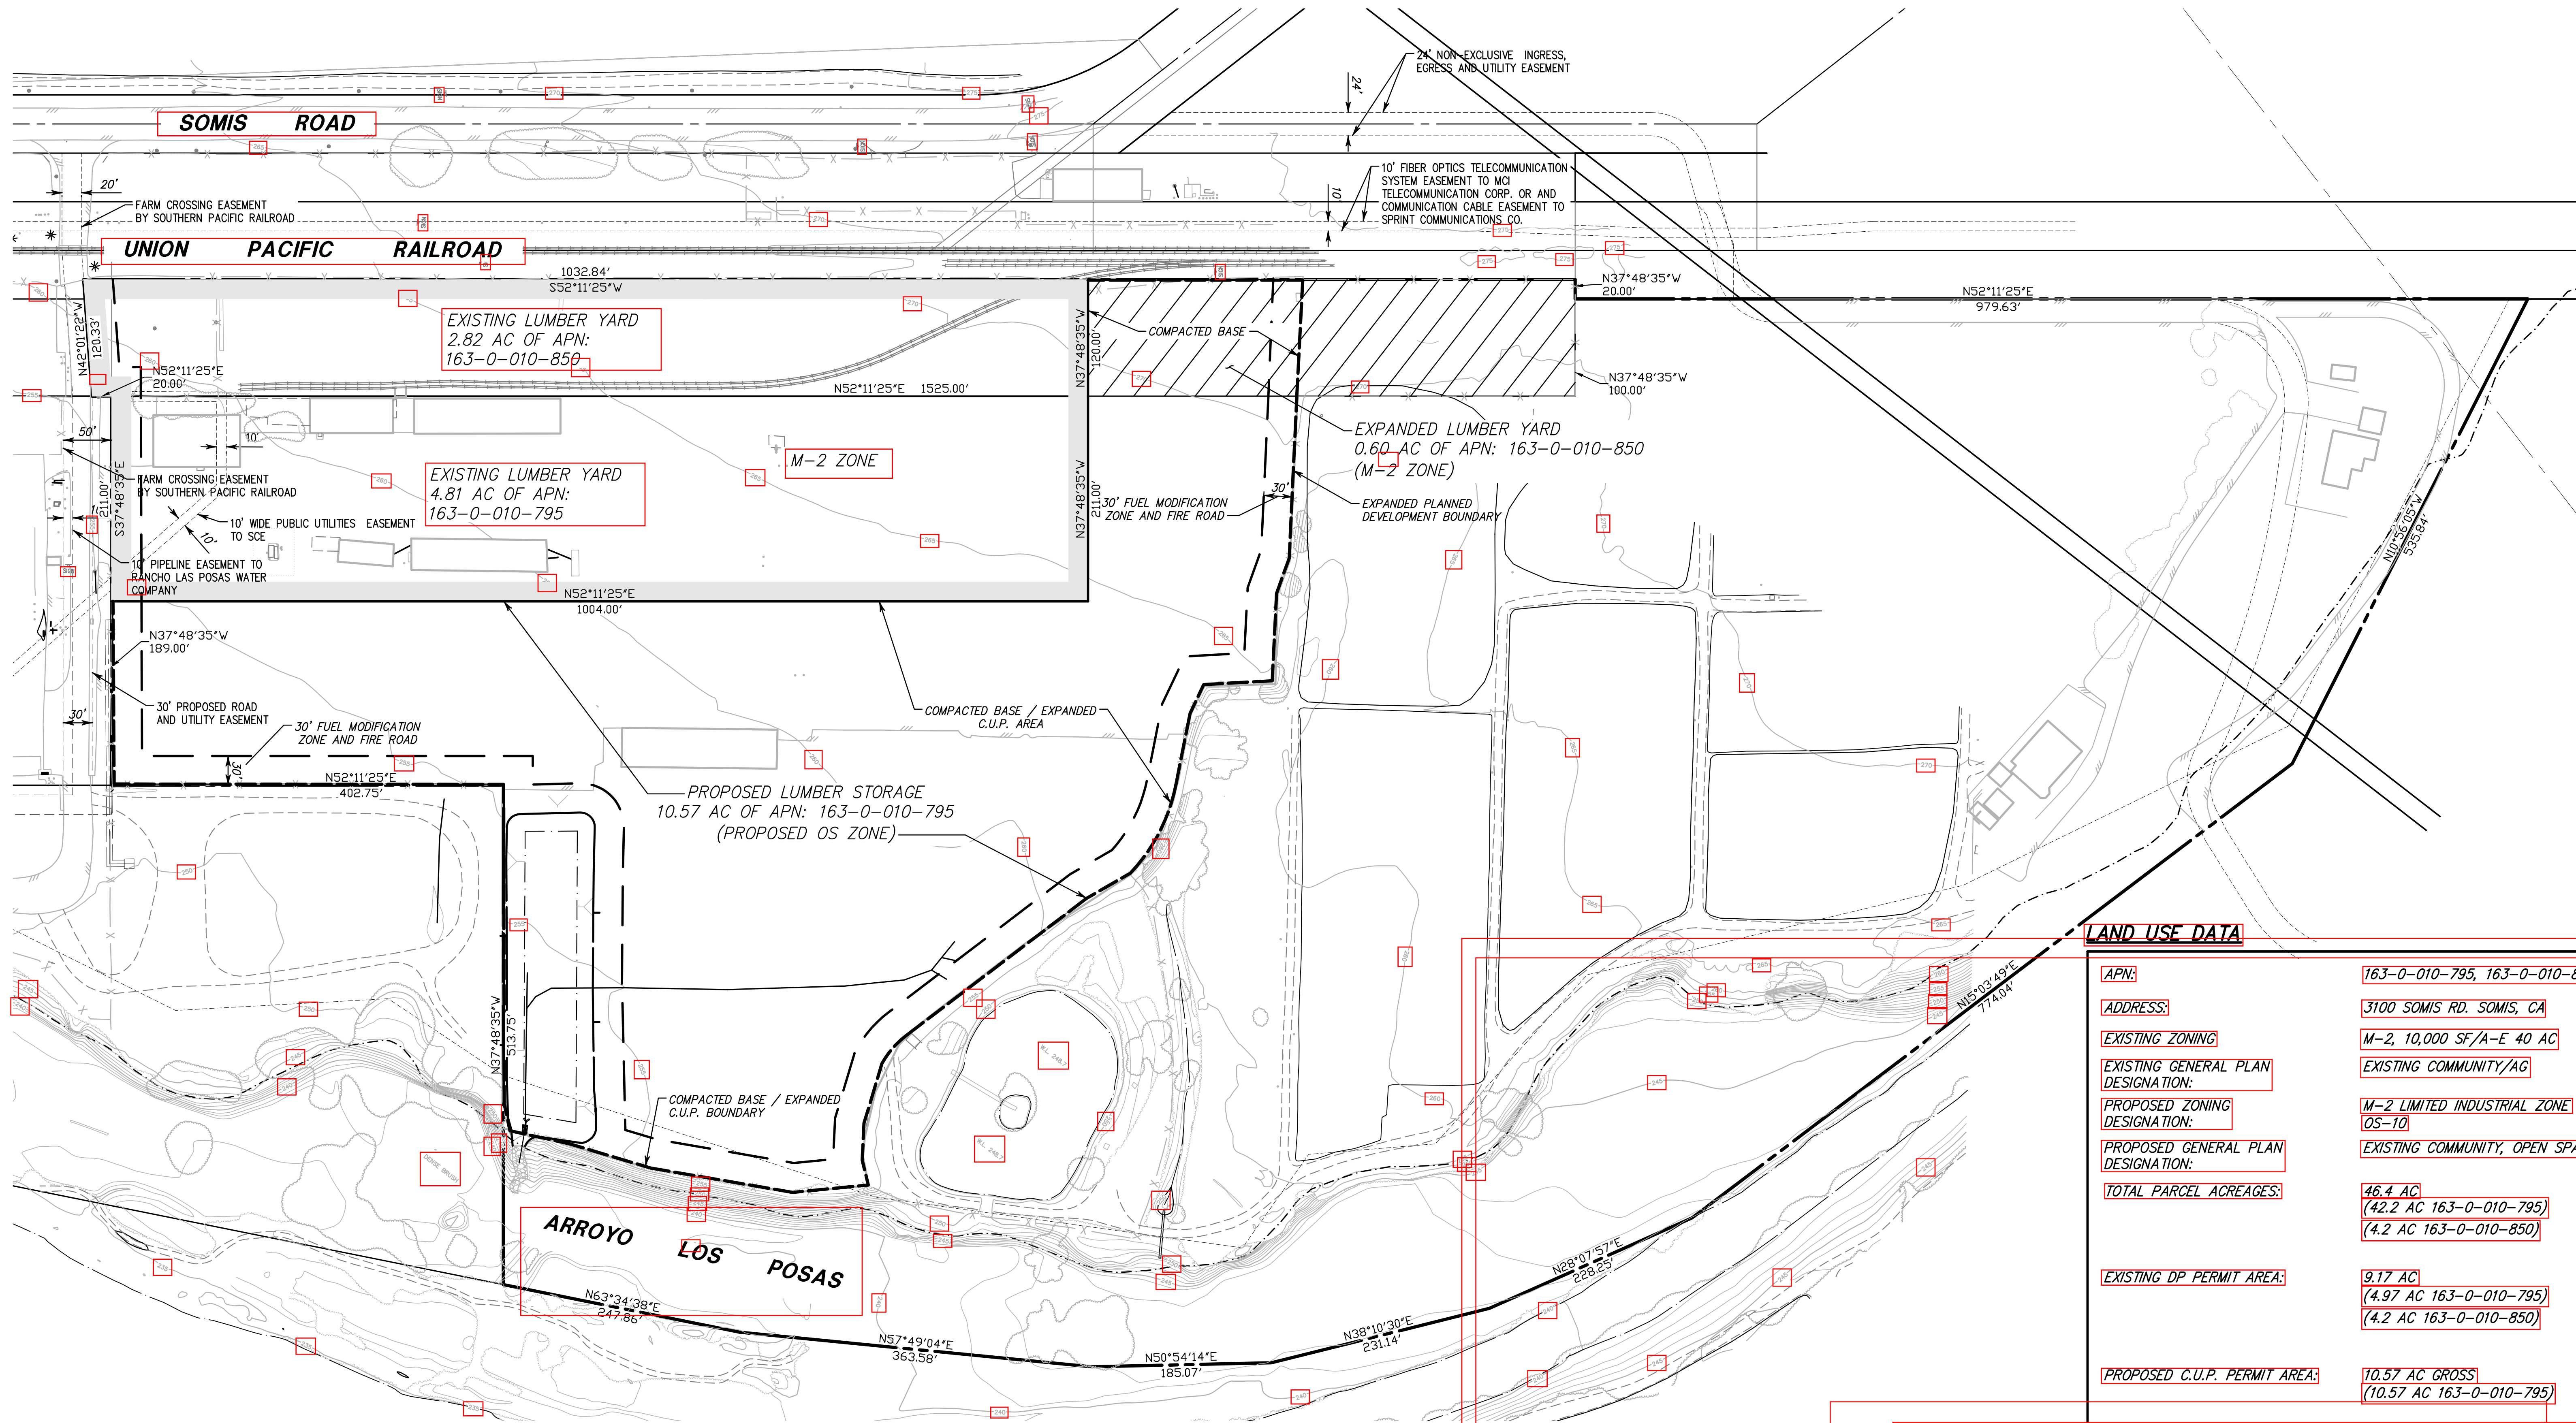 24' NON-EXCLUSIVE INGRESS,
EGRESS AND UTILITY EASEMENT
24'
SOMIS ROAD
20'
FARM CROSSING EASEMENT
BY SOUTHERN PACIFIC RAILROAD
10' FIBER OPTICS TELECOMMUNICATION
SYSTEM EASEMENT TO MCI
TELECOMMUNICATION CORP. OR AND
COMMUNICATION CABLE EASEMENT TO
SPRINT COMMUNICATIONS CO.
10'
UNION PACIFIC RAILROAD
1032.84'
S52°11'25"W
N37°48'35"W
20.00'
N52°11'25"E
979.63'
N42°01'22"W
120.33'
EXISTING LUMBER YARD
2.82 AC OF APN:
163-0-010-850
N37°48'35"W
120.00'
COMPACTED BASE
N52°11'25"E
20.00'
N52°11'25"E 1525.00'
N37°48'35"W
100.00'
50'
10'
EXPANDED LUMBER YARD
0.60 AC OF APN: 163-0-010-850
(M-2 ZONE)
M-2 ZONE
EXISTING LUMBER YARD
4.81 AC OF APN:
163-0-010-795
FARM CROSSING EASEMENT
BY SOUTHERN PACIFIC RAILROAD
211.00'
S37°48'35"E
N37°48'35"W
211.00'
30' FUEL MODIFICATION
ZONE AND FIRE ROAD
30'
EXPANDED PLANNED
DEVELOPMENT BOUNDARY
10' WIDE PUBLIC UTILITIES EASEMENT
TO SCE
10'
10' PIPELINE EASEMENT TO
RANCHO LAS POSAS WATER
COMPANY
N10°56'05"W
535.84'
N52°11'25"E
1004.00'
N37°48'35"W
189.00'
30' PROPOSED ROAD
AND UTILITY EASEMENT
30'
30' FUEL MODIFICATION
ZONE AND FIRE ROAD
30'
COMPACTED BASE / EXPANDED
C.U.P. AREA
N52°11'25"E
402.75'
PROPOSED LUMBER STORAGE
10.57 AC OF APN: 163-0-010-795
(PROPOSED OS ZONE)
N37°48'35"W
513.75'
COMPACTED BASE / EXPANDED
C.U.P. BOUNDARY
W.L. 248.7
W.L. 248.7
DENSE BRUSH
ARROYO LOS POSAS
N63°34'38"E
247.86'
N57°49'04"E
363.58'
N50°54'14"E
185.07'
N38°10'30"E
231.14'
N28°07'57"E
228.25'
N15°03'49"E
774.04'
LAND USE DATA
APN: 163-0-010-795, 163-0-010-8
ADDRESS: 3100 SOMIS RD. SOMIS, CA
EXISTING ZONING M-2, 10,000 SF/A-E 40 AC
EXISTING GENERAL PLAN EXISTING COMMUNITY/AG
DESIGNATION:
PROPOSED ZONING M-2 LIMITED INDUSTRIAL ZONE
DESIGNATION: OS-10
PROPOSED GENERAL PLAN EXISTING COMMUNITY, OPEN SPA
DESIGNATION:
TOTAL PARCEL ACREAGES: 46.4 AC
(42.2 AC 163-0-010-795)
(4.2 AC 163-0-010-850)
EXISTING DP PERMIT AREA: 9.17 AC
(4.97 AC 163-0-010-795)
(4.2 AC 163-0-010-850)
PROPOSED C.U.P. PERMIT AREA: 10.57 AC GROSS
(10.57 AC 163-0-010-795)